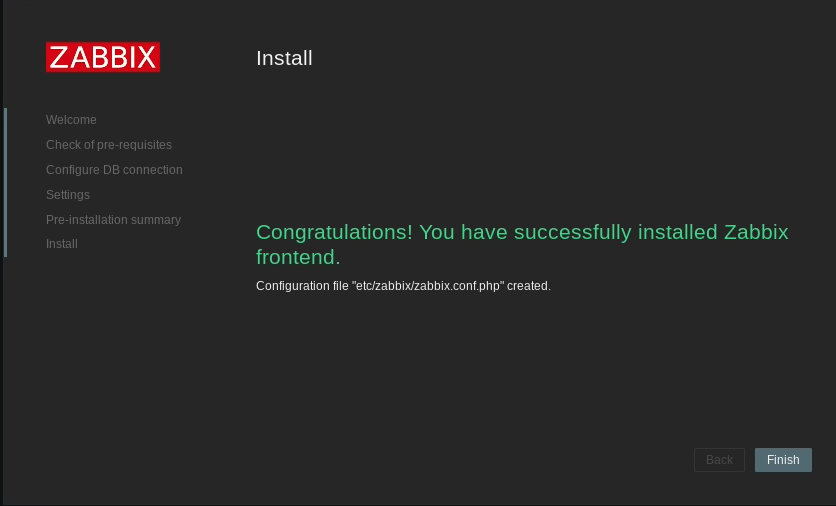 ZABBIX
Install
Welcome
Check of pre-requisites
Configure DB connection
Settings
Pre-installation summary
Install
Congratulations! You have successfully installed Zabbix
frontend.
Configuration file "etc/zabbix/zabbix.conf.php" created.
Back
Finish